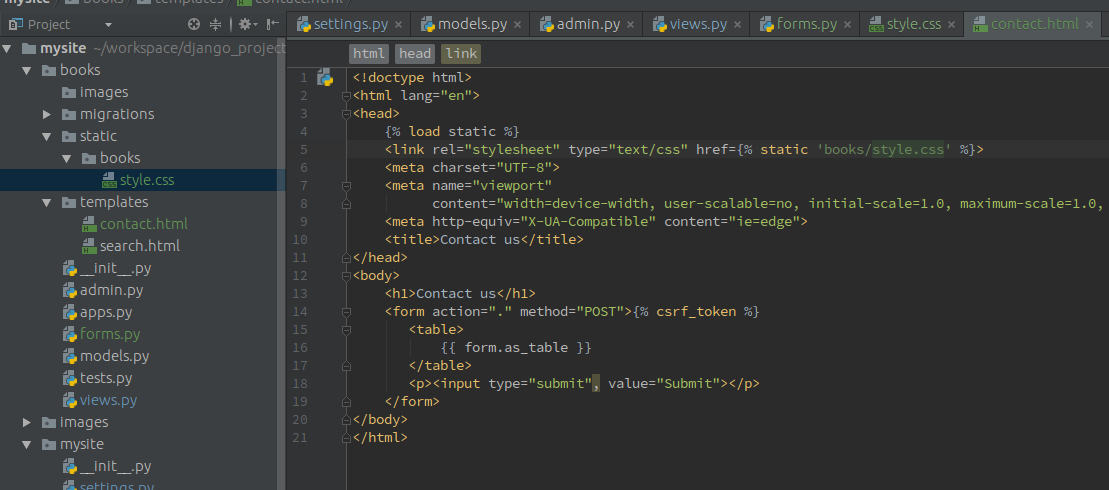 mysite books templates contact.html
Project
settings.py × models.py × admin.py × views.py × forms.py × style.css × contact.html ×
mysite ~/workspace/django_project
books
images
migrations
static
books
style.css
templates
contact.html
search.html
__init__.py
admin.py
apps.py
forms.py
models.py
tests.py
views.py
images
mysite
__init__.py
settings.py
html head link
1 <!doctype html>
2 <html lang="en">
3 <head>
4 {% load static %}
5 <link rel="stylesheet" type="text/css" href={% static 'books/style.css' %}>
6 <meta charset="UTF-8">
7 <meta name="viewport"
8 content="width=device-width, user-scalable=no, initial-scale=1.0, maximum-scale=1.0,
9 <meta http-equiv="X-UA-Compatible" content="ie=edge">
10 <title>Contact us</title>
11 </head>
12 <body>
13 <h1>Contact us</h1>
14 <form action="." method="POST">{% csrf_token %}
15 <table>
16 {{ form.as_table }}
17 </table>
18 <p><input type="submit", value="Submit"></p>
19 </form>
20 </body>
21 </html>